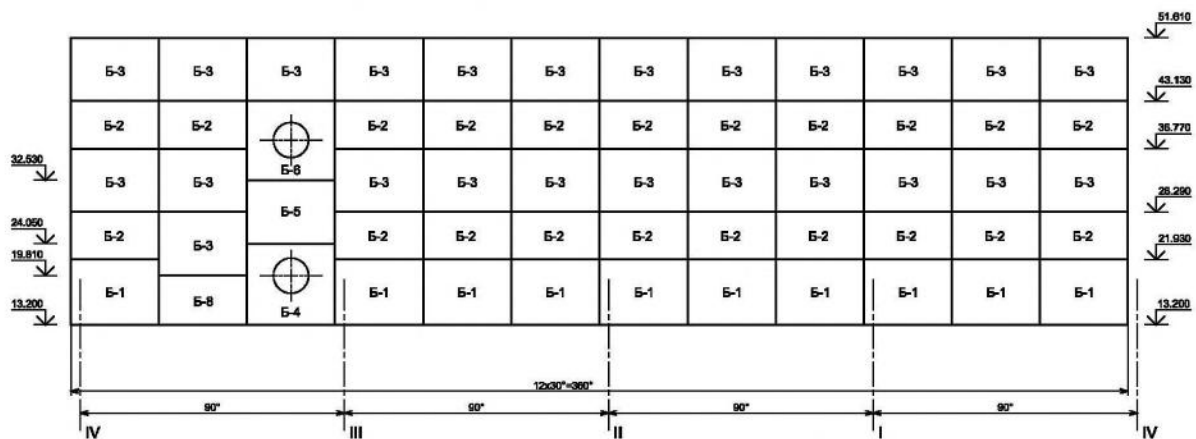 51.610
Б-3 Б-3 Б-3 Б-3 Б-3 Б-3 Б-3 Б-3 Б-3 Б-3 Б-3 Б-3
43.130
Б-2 Б-2 Б-2 Б-2 Б-2 Б-2 Б-2 Б-2 Б-2 Б-2 Б-2
36.770
32.530
Б-6
Б-3 Б-3 Б-3 Б-3 Б-3 Б-3 Б-3 Б-3 Б-3 Б-3 Б-3
Б-5
28.290
24.050
Б-2 Б-2 Б-2 Б-2 Б-2 Б-2 Б-2 Б-2 Б-2 Б-2
Б-3
21.930
19.810
Б-1 Б-1 Б-1 Б-1 Б-1 Б-1 Б-1 Б-1 Б-1 Б-1
Б-8
Б-4
13.200 13.200
12x30°=360°
90° 90° 90° 90°
IV III II I IV